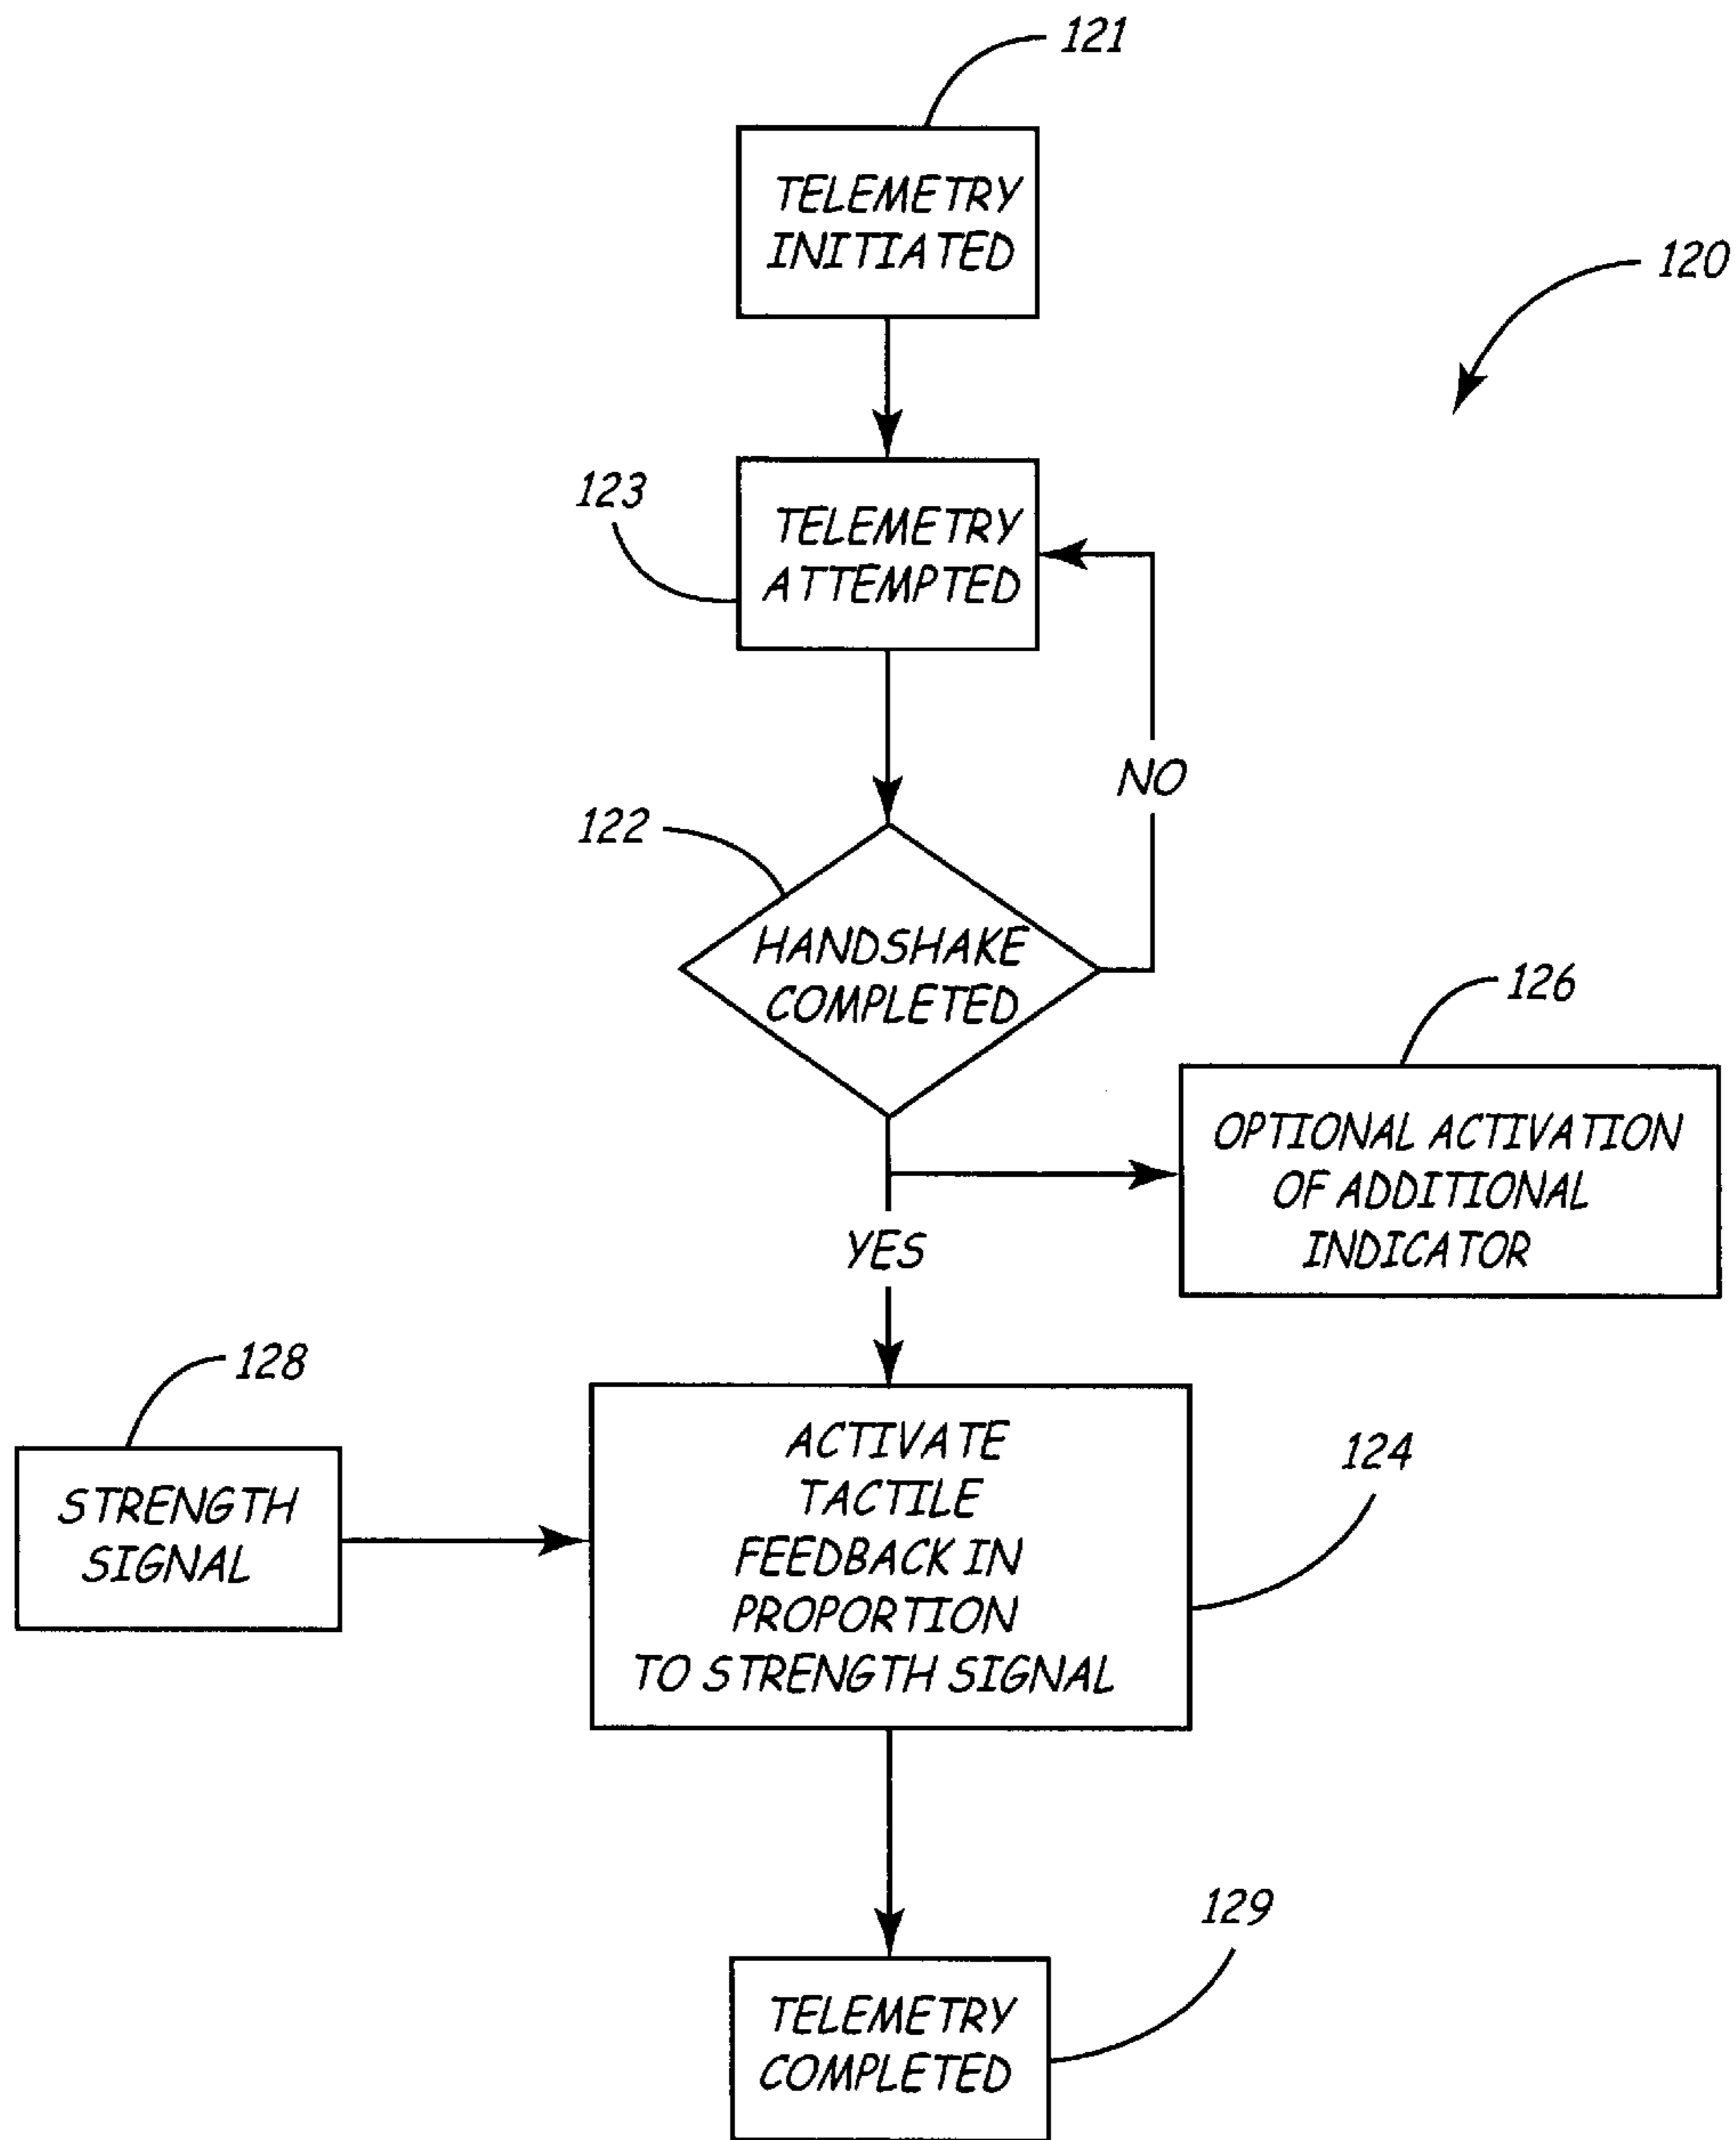 121
TELEMETRY
INITIATED
120
123
TELEMETRY
ATTEMPTED
NO
122
HANDSHAKE
COMPLETED
126
OPTIONAL ACTIVATION
OF ADDITIONAL
INDICATOR
YES
128
STRENGTH
SIGNAL
ACTIVATE
TACTILE
FEEDBACK IN
PROPORTION
TO STRENGTH SIGNAL
124
129
TELEMETRY
COMPLETED